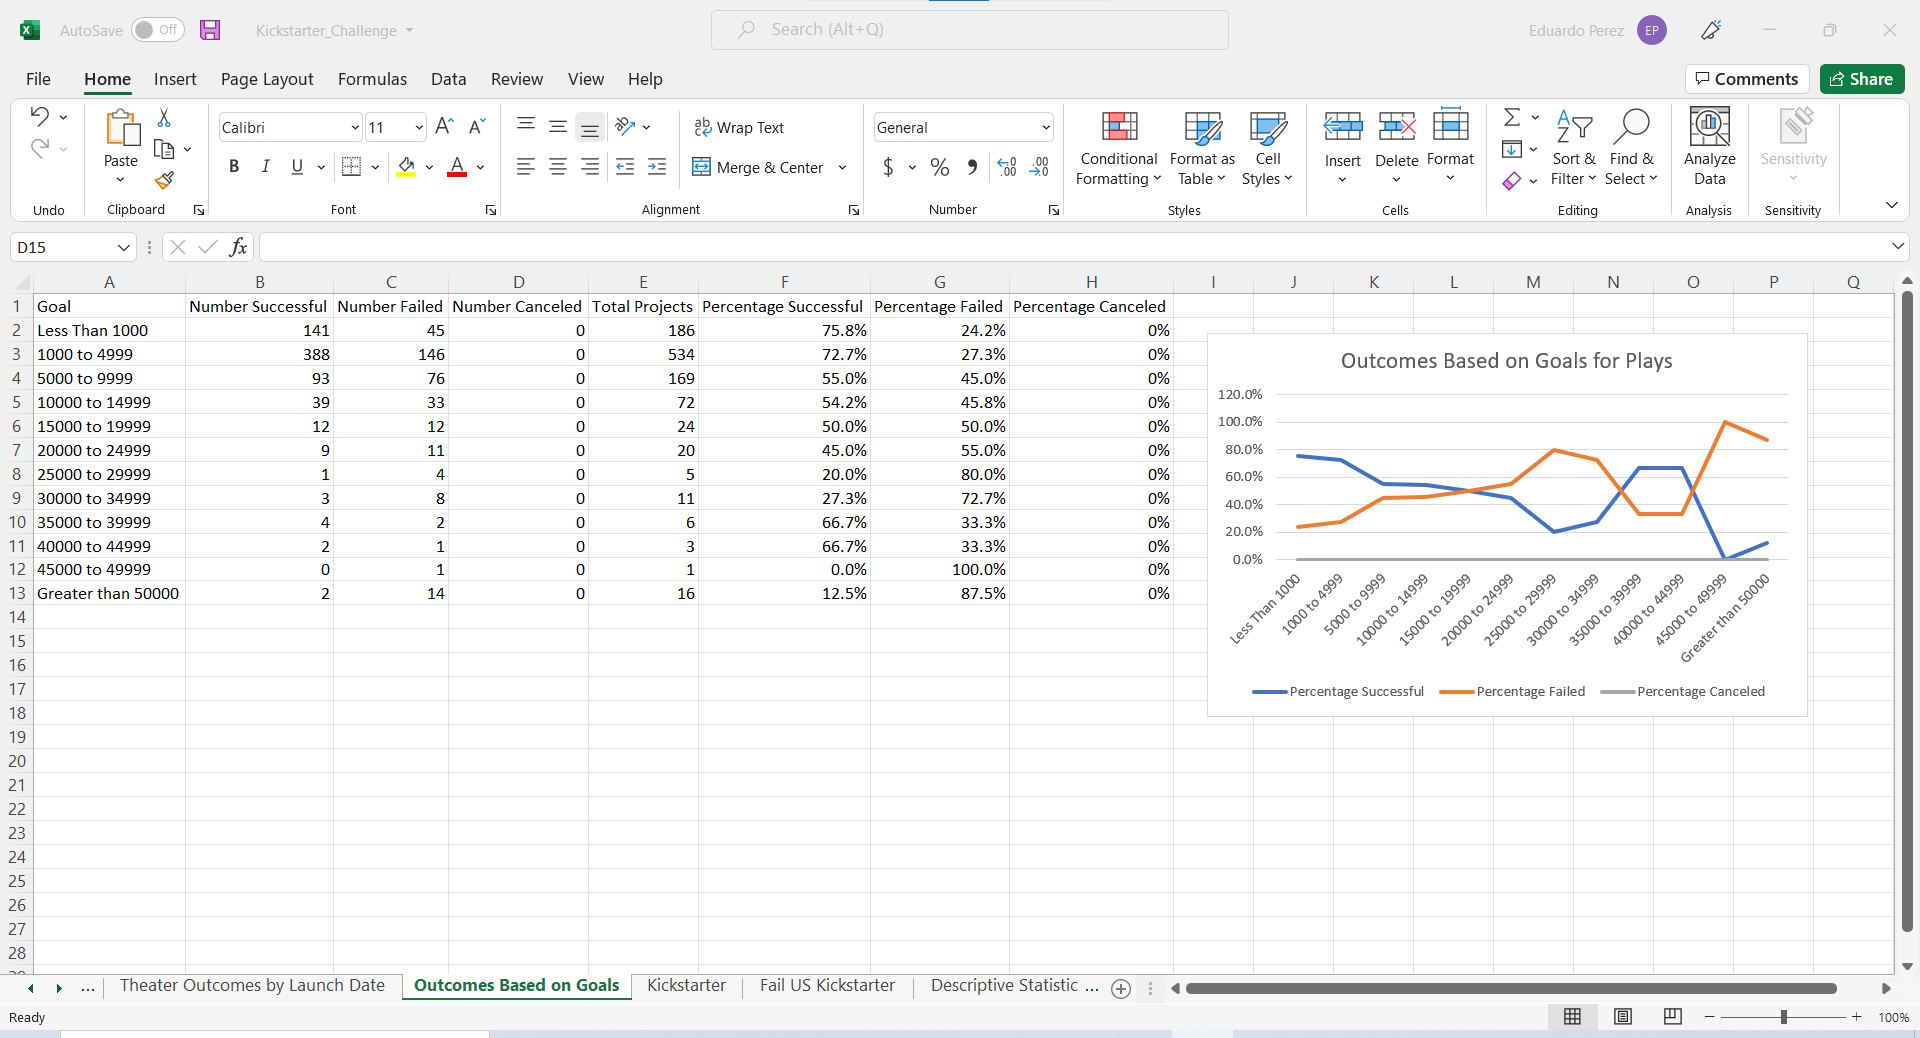 AutoSave Off Kickstarter_Challenge Search (Alt+Q) Eduardo Perez EP
File Home Insert Page Layout Formulas Data Review View Help Comments Share
Calibri 11 Wrap Text General
Paste B I U Merge & Center $ % Conditional Formatting Format as Table Cell Styles Insert Delete Format Sort & Filter Find & Select Analyze Data Sensitivity
Undo Clipboard Font Alignment Number Styles Cells Editing Analysis Sensitivity
D15 fx
A B C D E F G H I J K L M N O P Q
1 Goal Number Successful Number Failed Number Canceled Total Projects Percentage Successful Percentage Failed Percentage Canceled
2 Less Than 1000 141 45 0 186 75.8% 24.2% 0%
3 1000 to 4999 388 146 0 534 72.7% 27.3% 0%
4 5000 to 9999 93 76 0 169 55.0% 45.0% 0%
5 10000 to 14999 39 33 0 72 54.2% 45.8% 0%
6 15000 to 19999 12 12 0 24 50.0% 50.0% 0%
7 20000 to 24999 9 11 0 20 45.0% 55.0% 0%
8 25000 to 29999 1 4 0 5 20.0% 80.0% 0%
9 30000 to 34999 3 8 0 11 27.3% 72.7% 0%
10 35000 to 39999 4 2 0 6 66.7% 33.3% 0%
11 40000 to 44999 2 1 0 3 66.7% 33.3% 0%
12 45000 to 49999 0 1 0 1 0.0% 100.0% 0%
13 Greater than 50000 2 14 0 16 12.5% 87.5% 0%
14
15
16
17
18
19
20
21
22
23
24
25
26
27
28
Outcomes Based on Goals for Plays
120.0%
100.0%
80.0%
60.0%
40.0%
20.0%
0.0%
Less Than 1000
1000 to 4999
5000 to 9999
10000 to 14999
15000 to 19999
20000 to 24999
25000 to 29999
30000 to 34999
35000 to 39999
40000 to 44999
45000 to 49999
Greater than 50000
Percentage Successful Percentage Failed Percentage Canceled
... Theater Outcomes by Launch Date Outcomes Based on Goals Kickstarter Fail US Kickstarter Descriptive Statistic ...
Ready 100%